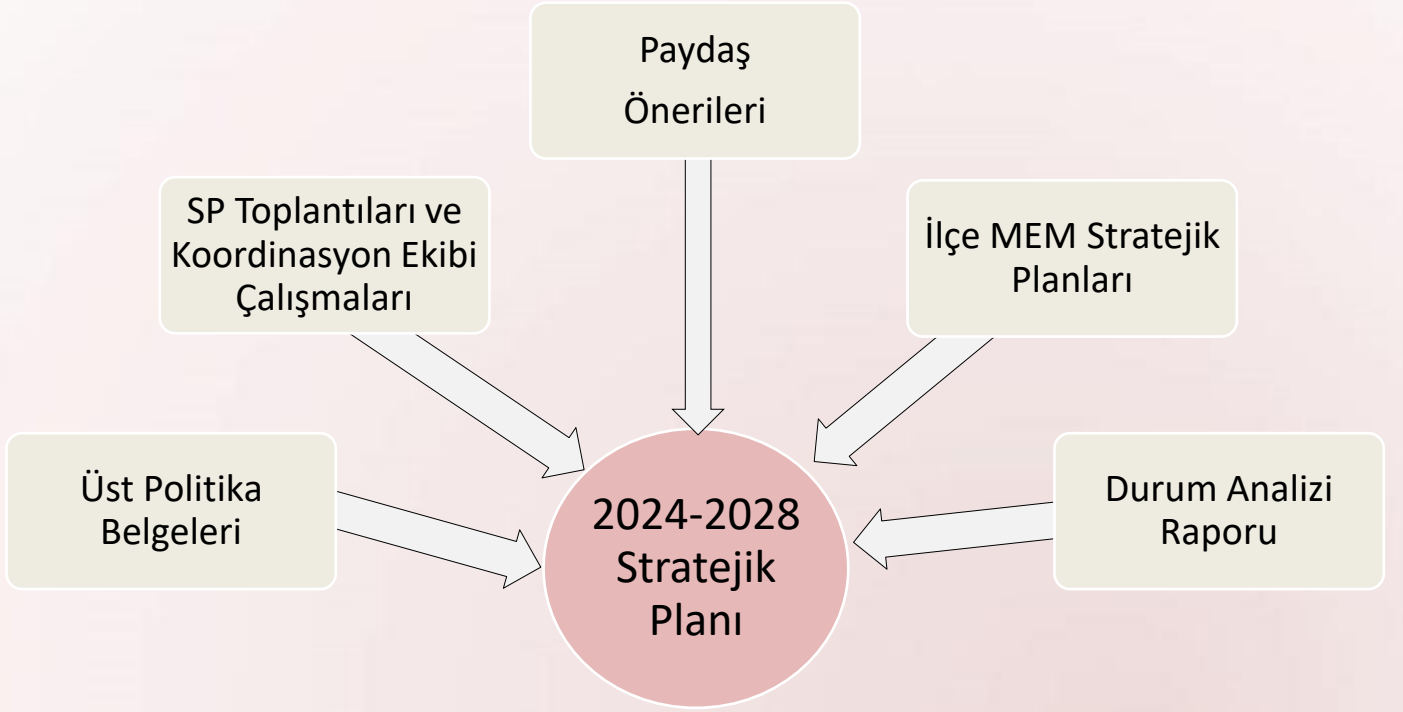 Paydaş
Önerileri
SP Toplantıları ve
Koordinasyon Ekibi
Çalışmaları
İlçe MEM Stratejik
Planları
Üst Politika
Belgeleri
2024-2028
Stratejik
Planı
Durum Analizi
Raporu